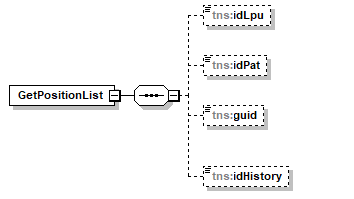 tns:idLpu
tns:idPat
GetPositionList
tns:guid
tns:idHistory